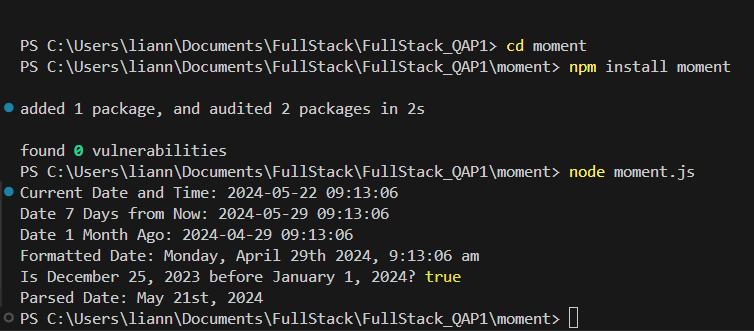 PS C:\Users\liann\Documents\FullStack\FullStack_QAP1> cd moment
PS C:\Users\liann\Documents\FullStack\FullStack_QAP1\moment> npm install moment
added 1 package, and audited 2 packages in 2s
found 0 vulnerabilities
PS C:\Users\liann\Documents\FullStack\FullStack_QAP1\moment> node moment.js
Current Date and Time: 2024-05-22 09:13:06
Date 7 Days from Now: 2024-05-29 09:13:06
Date 1 Month Ago: 2024-04-29 09:13:06
Formatted Date: Monday, April 29th 2024, 9:13:06 am
Is December 25, 2023 before January 1, 2024? true
Parsed Date: May 21st, 2024
PS C:\Users\liann\Documents\FullStack\FullStack_QAP1\moment>